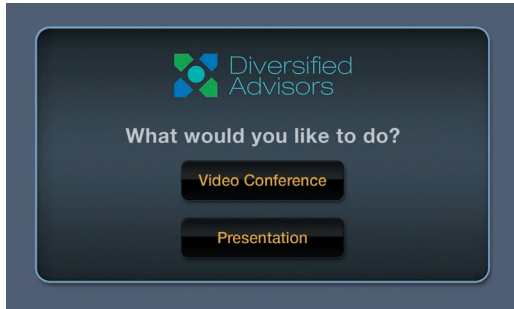 Diversified
Advisors
What would you like to do?
Video Conference
Presentation